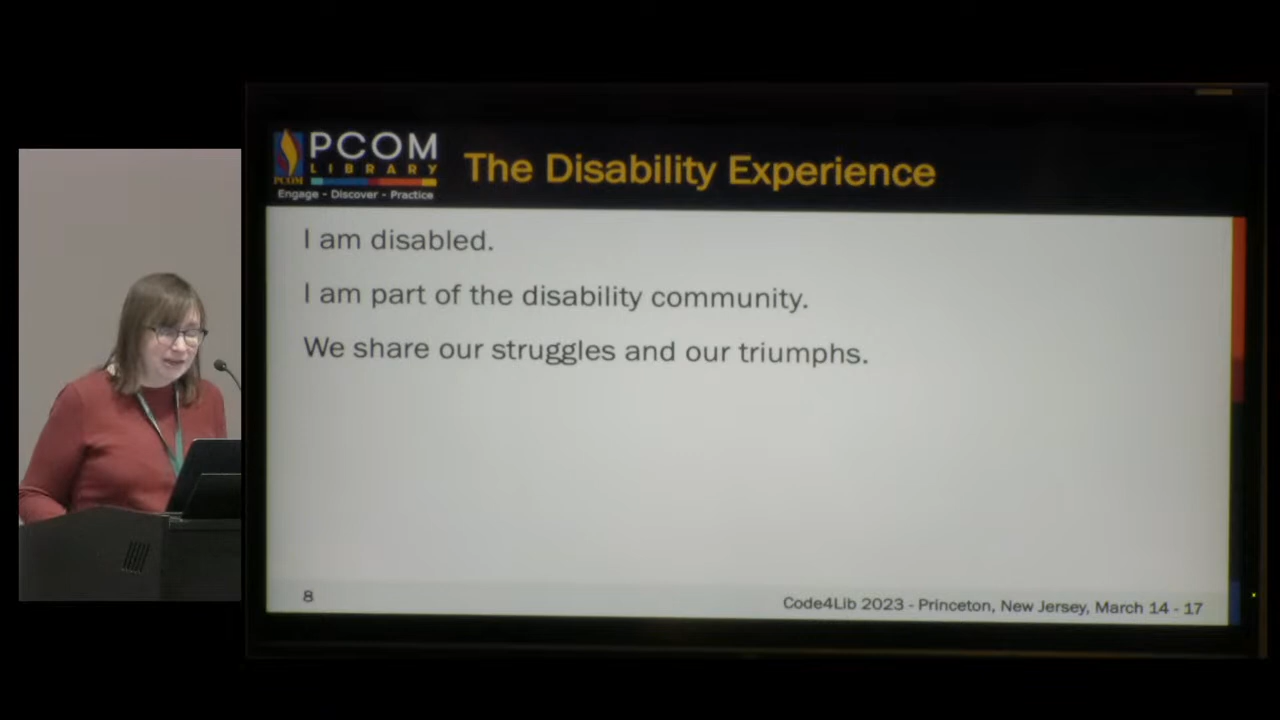 PCOM
LIBRARY
PCOM
Engage - Discover - Practice
The Disability Experience
I am disabled.
I am part of the disability community.
We share our struggles and our triumphs.
8
Code4Lib 2023 - Princeton, New Jersey, March 14 - 17